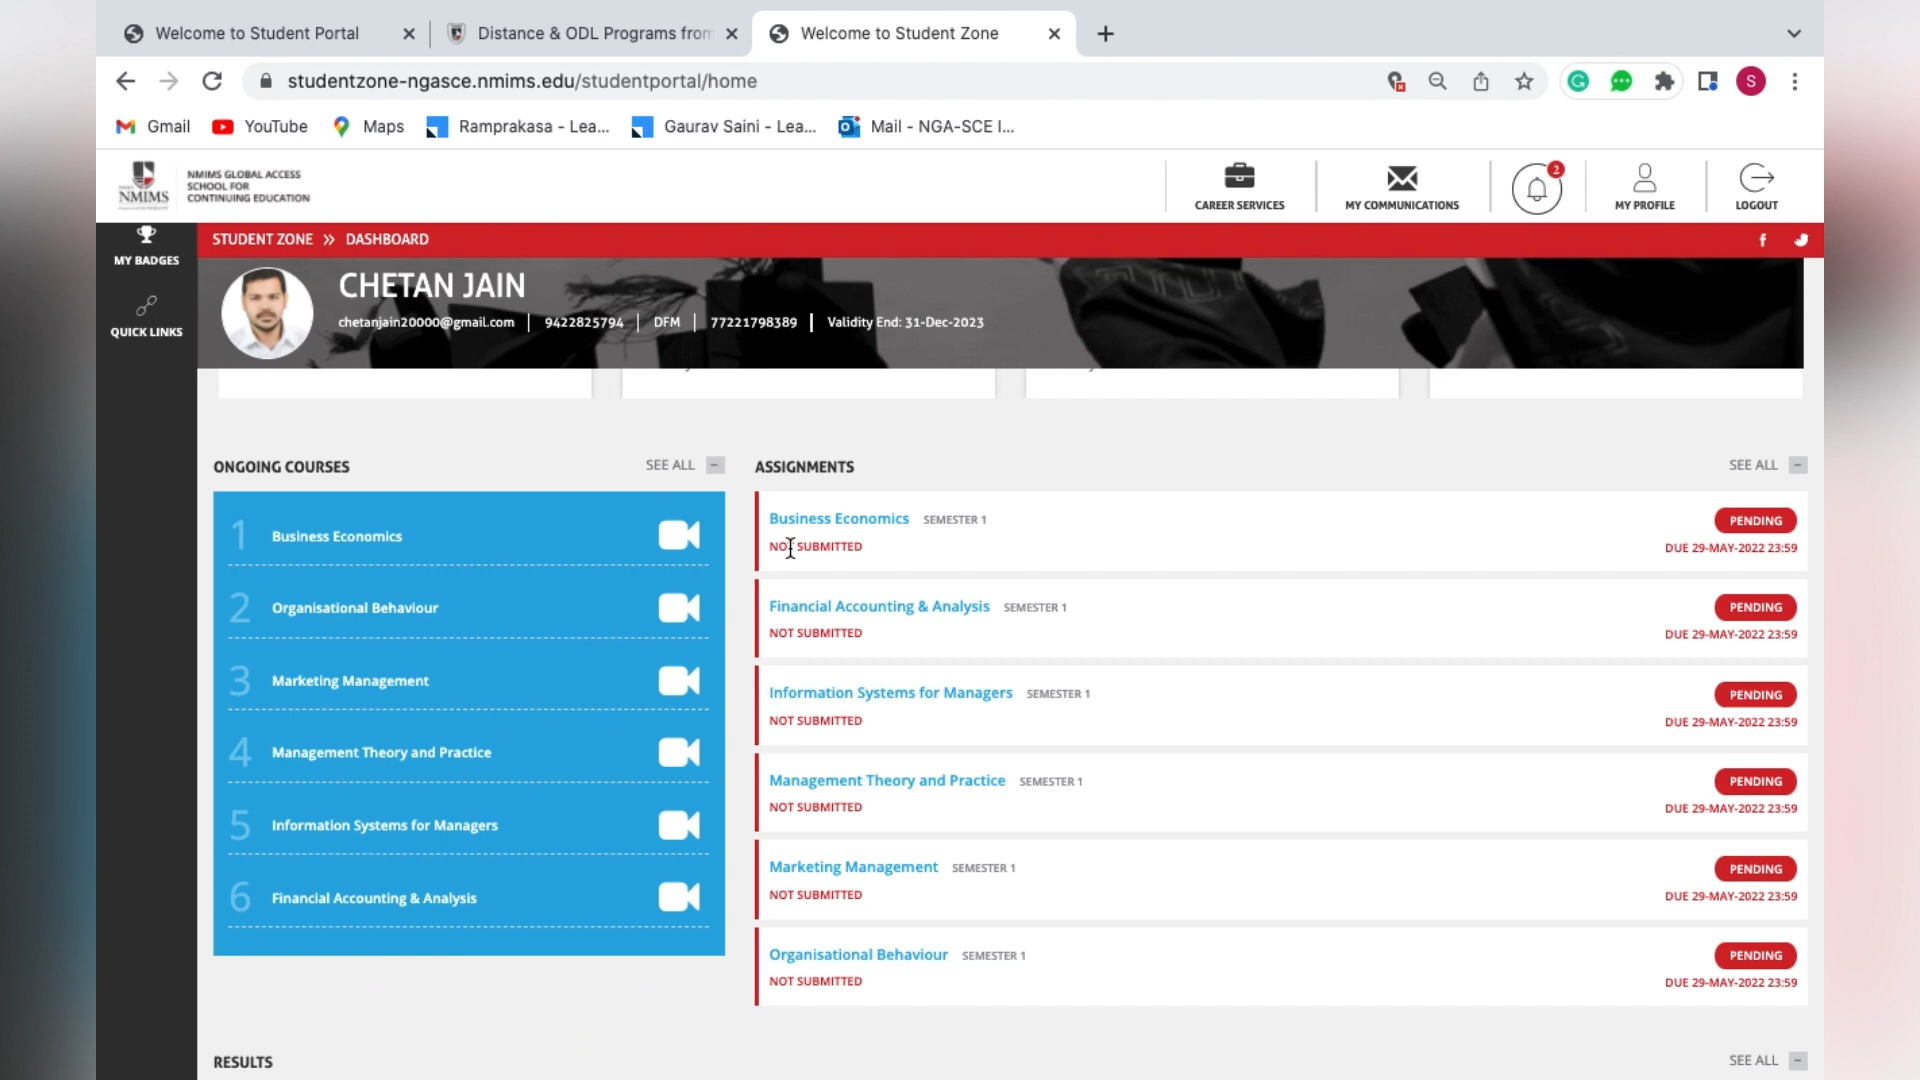 Welcome to Student Portal
Distance & ODL Programs from
Welcome to Student Zone
studentzone-ngasce.nmims.edu/studentportal/home
S
Gmail
YouTube
Maps
Ramprakasa - Lea...
Gaurav Saini - Lea...
Mail - NGA-SCE I...
NMIMS
NMIMS GLOBAL ACCESS
SCHOOL FOR
CONTINUING EDUCATION
CAREER SERVICES
MY COMMUNICATIONS
2
MY PROFILE
LOGOUT
MY BADGES
QUICK LINKS
STUDENT ZONE » DASHBOARD
CHETAN JAIN
chetanjain20000@gmail.com | 9422825794 | DFM | 77221798389 | Validity End: 31-Dec-2023
ONGOING COURSES
SEE ALL
1 Business Economics
2 Organisational Behaviour
3 Marketing Management
4 Management Theory and Practice
5 Information Systems for Managers
6 Financial Accounting & Analysis
ASSIGNMENTS
SEE ALL
Business Economics SEMESTER 1
PENDING
NOT SUBMITTED
DUE 29-MAY-2022 23:59
Financial Accounting & Analysis SEMESTER 1
PENDING
NOT SUBMITTED
DUE 29-MAY-2022 23:59
Information Systems for Managers SEMESTER 1
PENDING
NOT SUBMITTED
DUE 29-MAY-2022 23:59
Management Theory and Practice SEMESTER 1
PENDING
NOT SUBMITTED
DUE 29-MAY-2022 23:59
Marketing Management SEMESTER 1
PENDING
NOT SUBMITTED
DUE 29-MAY-2022 23:59
Organisational Behaviour SEMESTER 1
PENDING
NOT SUBMITTED
DUE 29-MAY-2022 23:59
RESULTS
SEE ALL